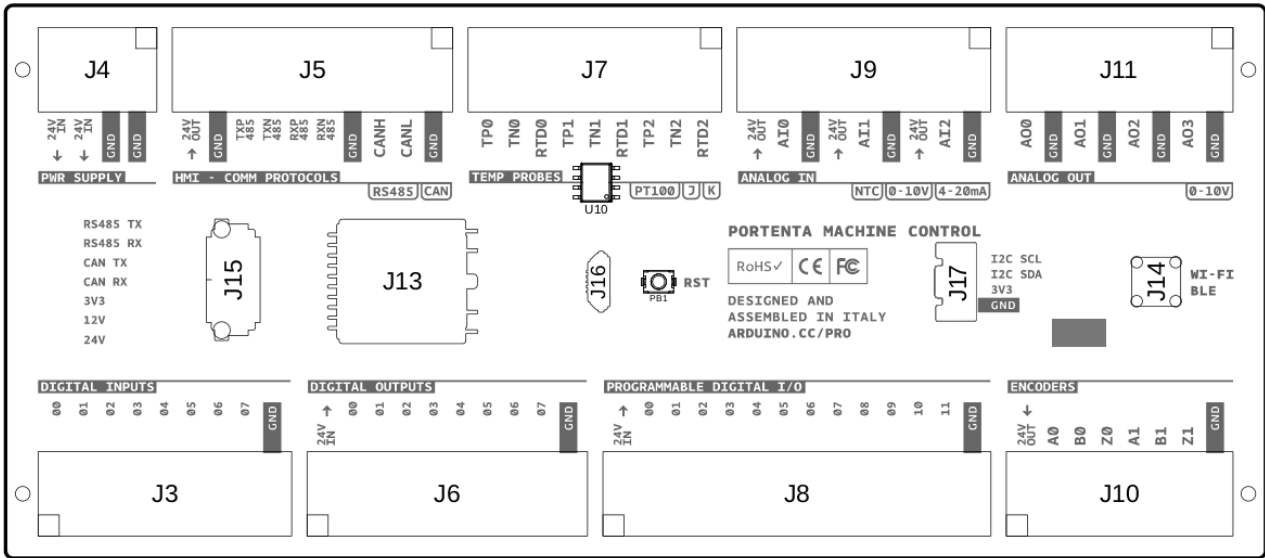 J4
J5
J7
J9
J11
24V IN
24V IN
GND
GND
24V OUT
GND
TXP 485
TXN 485
RXP 485
RXN 485
GND
CANH
CANL
GND
TP0
TN0
RTD0
TP1
TN1
RTD1
TP2
TN2
RTD2
24V OUT
AI0
GND
24V OUT
AI1
GND
24V OUT
AI2
GND
AO0
GND
AO1
GND
AO2
GND
AO3
GND
PWR SUPPLY
HMI - COMM PROTOCOLS
TEMP PROBES
ANALOG IN
ANALOG OUT
RS485
CAN
PT100
J
K
NTC
0-10V
4-20mA
0-10V
U10
RS485 TX
RS485 RX
CAN TX
CAN RX
3V3
12V
24V
J15
J13
J16
PB1
RST
PORTENTA MACHINE CONTROL
RoHS✓
CE
FC
DESIGNED AND
ASSEMBLED IN ITALY
ARDUINO.CC/PRO
J17
I2C SCL
I2C SDA
3V3
GND
J14
WI-FI
BLE
DIGITAL INPUTS
DIGITAL OUTPUTS
PROGRAMMABLE DIGITAL I/O
ENCODERS
00
01
02
03
04
05
06
07
GND
24V IN
00
01
02
03
04
05
06
07
GND
24V IN
00
01
02
03
04
05
06
07
08
09
10
11
GND
24V OUT
A0
B0
Z0
A1
B1
Z1
GND
J3
J6
J8
J10